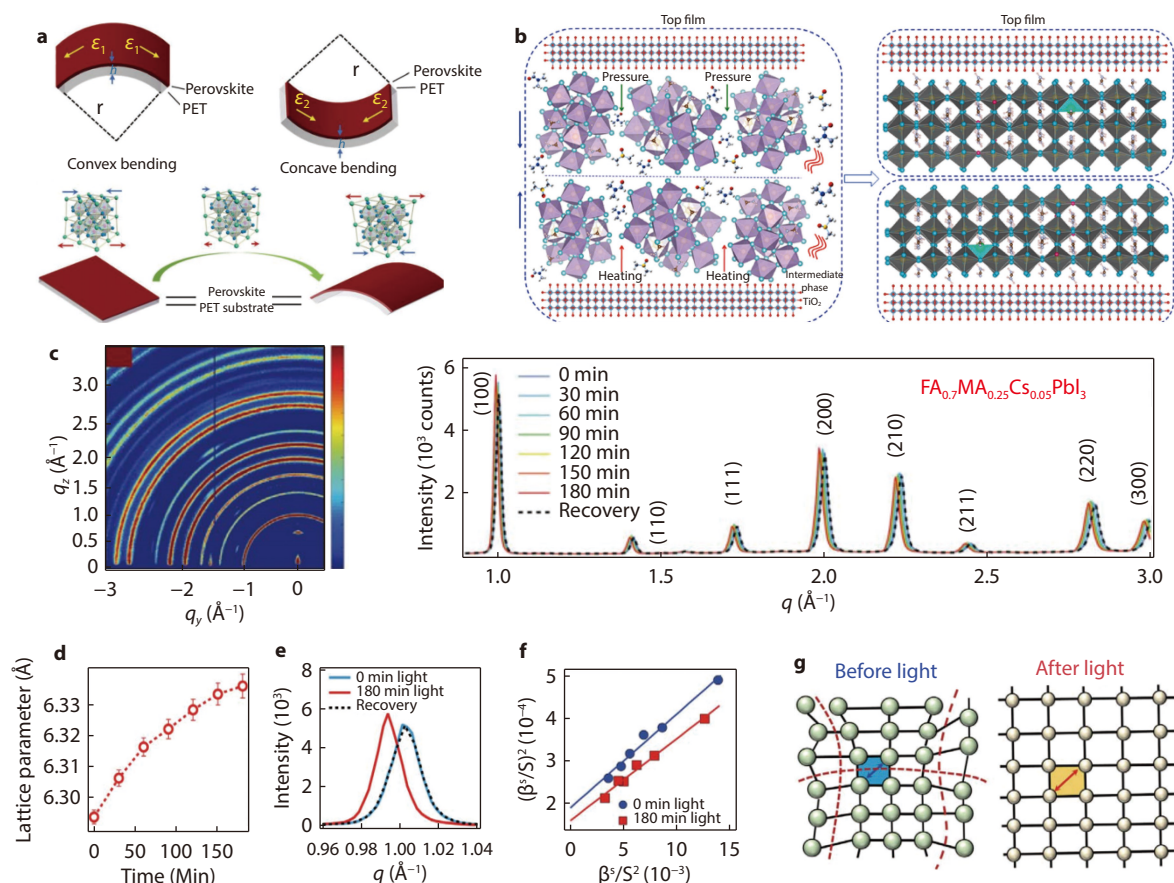 a
ε₁ ε₁
h
r
Perovskite
PET
Convex bending
r
ε₂ ε₂
h
Perovskite
PET
Concave bending
Perovskite
PET substrate
b
Top film
Pressure Pressure
Heating Heating
Intermediate
phase
TiO₂
Top film
c
q_z (Å⁻¹)
3.0
2.5
2.0
1.5
1.0
0.5
0
−3 −2 −1 0
q_y (Å⁻¹)
Intensity (10³ counts)
6
4
2
0 min
30 min
60 min
90 min
120 min
150 min
180 min
Recovery
FA₀.₇MA₀.₂₅Cs₀.₀₅PbI₃
(100)
(110)
(111)
(200)
(210)
(211)
(220)
(300)
1.0 1.5 2.0 2.5 3.0
q (Å⁻¹)
d
Lattice parameter (Å)
6.33
6.32
6.31
6.30
0 50 100 150
Time (Min)
e
Intensity (10³)
8
6
4
2
0
0 min light
180 min light
Recovery
0.96 0.98 1.00 1.02 1.04
q (Å⁻¹)
f
(βˢ/S)² (10⁻⁴)
5
4
3
2
0 min light
180 min light
0 5 10 15
βˢ/S² (10⁻³)
g
Before light
After light